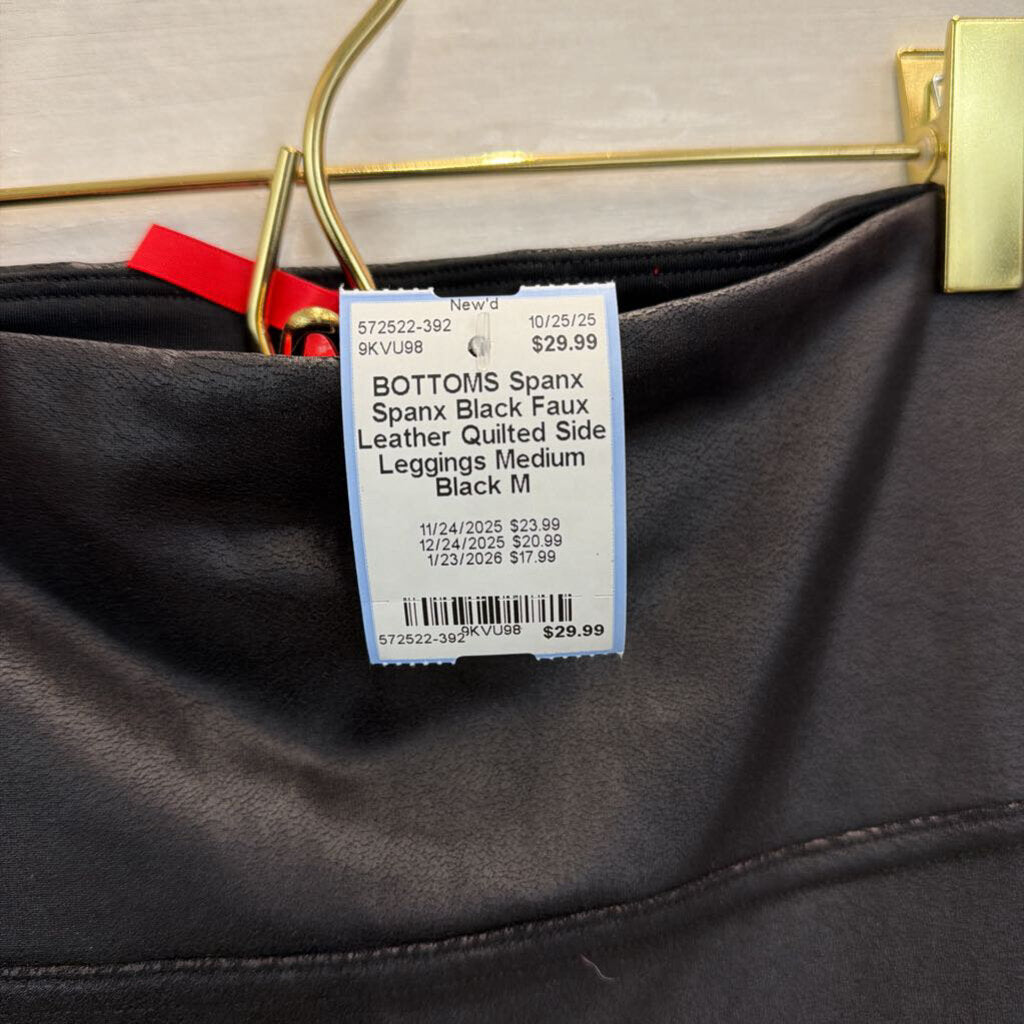 New'd
572522-392 10/25/25
9KVU98 $29.99
BOTTOMS Spanx
Spanx Black Faux
Leather Quilted Side
Leggings Medium
Black M
11/24/2025 $23.99
12/24/2025 $20.99
1/23/2026 $17.99
572522-392 9KVU98 $29.99